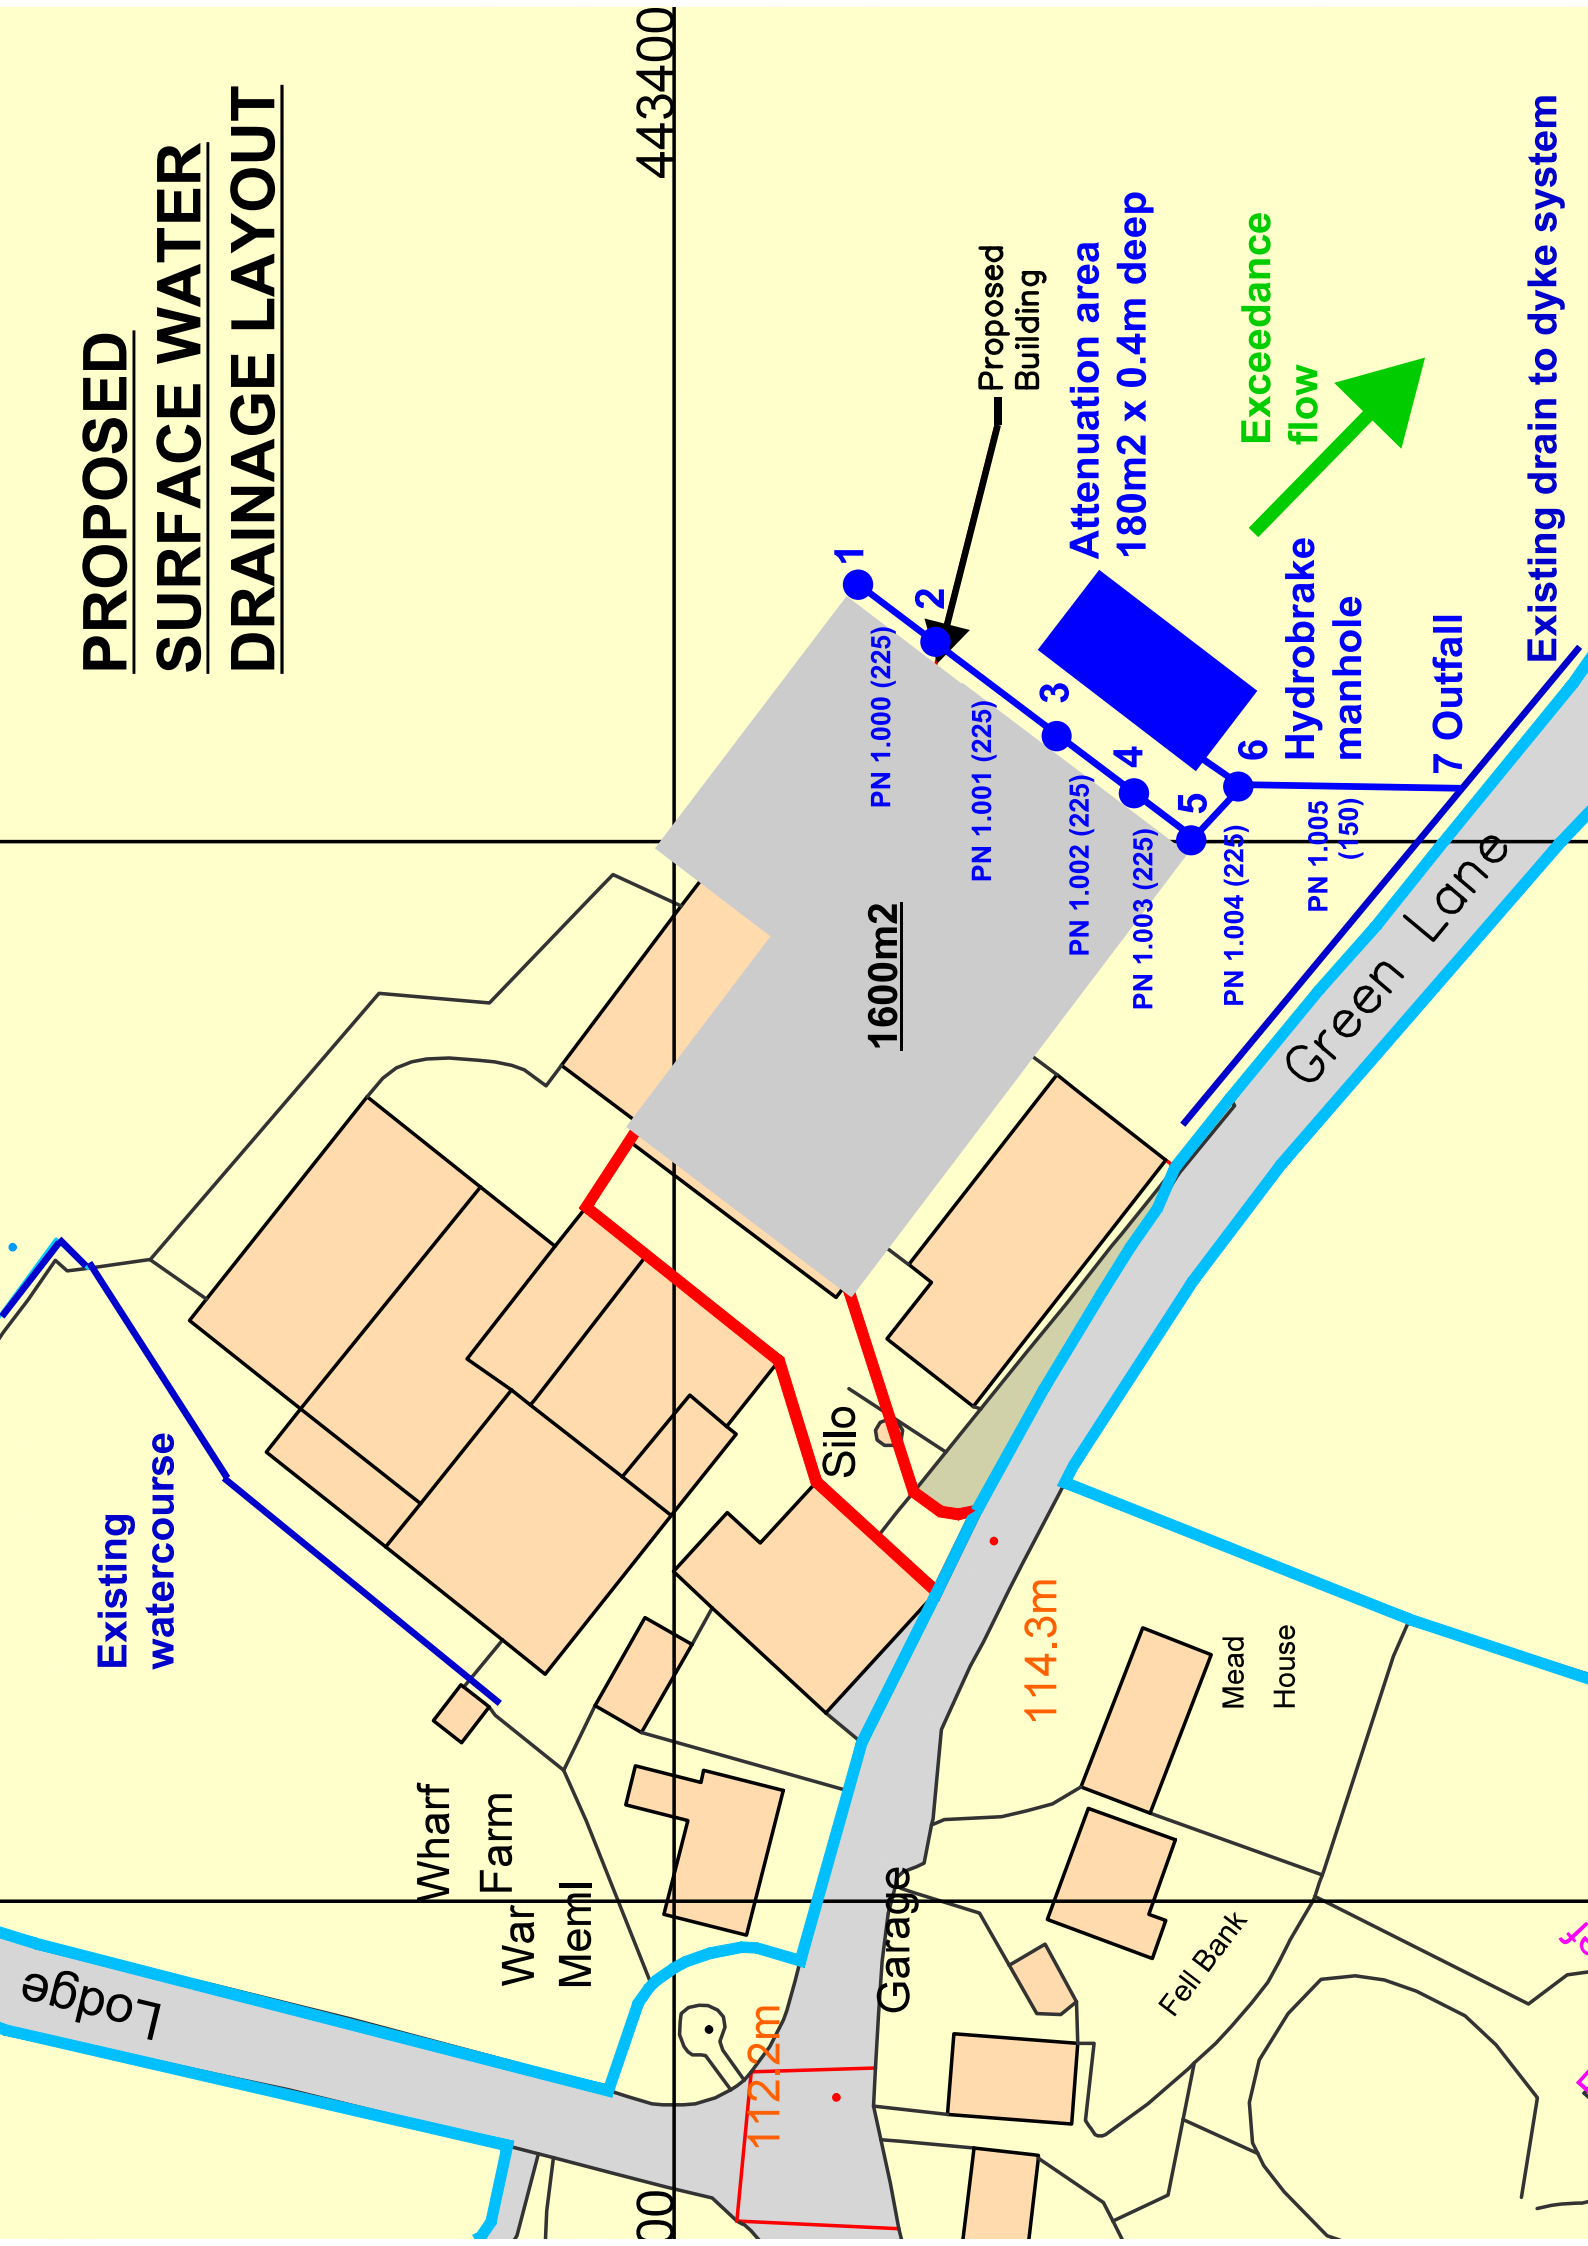 PROPOSED
SURFACE WATER
DRAINAGE LAYOUT
443400
Proposed
Building
Attenuation area
180m2 x 0.4m deep
Exceedance
flow
Existing drain to dyke system
1
2
3
4
5
6
Hydrobrake
manhole
7 Outfall
PN 1.000 (225)
PN 1.001 (225)
PN 1.002 (225)
PN 1.003 (225)
PN 1.004 (225)
PN 1.005
(150)
1600m2
Green Lane
Existing
watercourse
Silo
114.3m
Mead
House
Wharf
Farm
War
Meml
Garage
Fell Bank
Lodge
112.2m
00